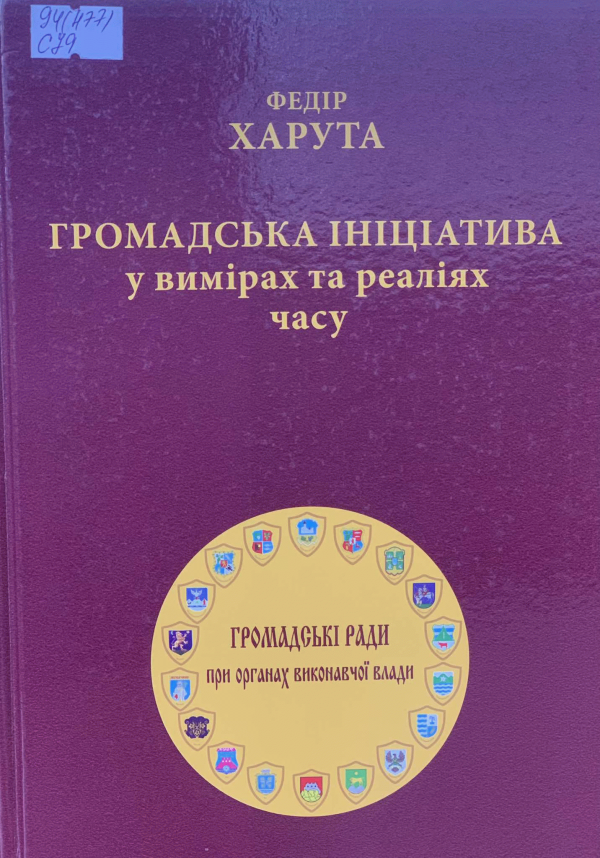 94(477)
С79
ФЕДІР
ХАРУТА
ГРОМАДСЬКА ІНІЦІАТИВА
у вимірах та реаліях
часу
ГРОМАДСЬКІ РАДИ
при органах виконавчої влади